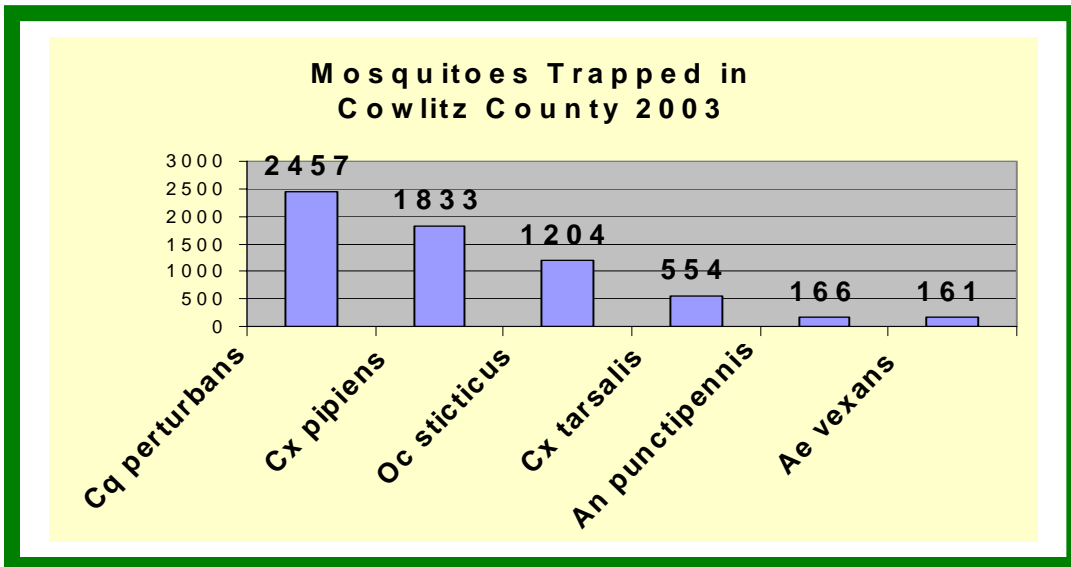 Mosquitoes Trapped in
Cowlitz County 2003
3000
2500
2000
1500
1000
500
0
2457
1833
1204
554
166
161
Cq perturbans
Cx pipiens
Oc sticticus
Cx tarsalis
An punctipennis
Ae vexans